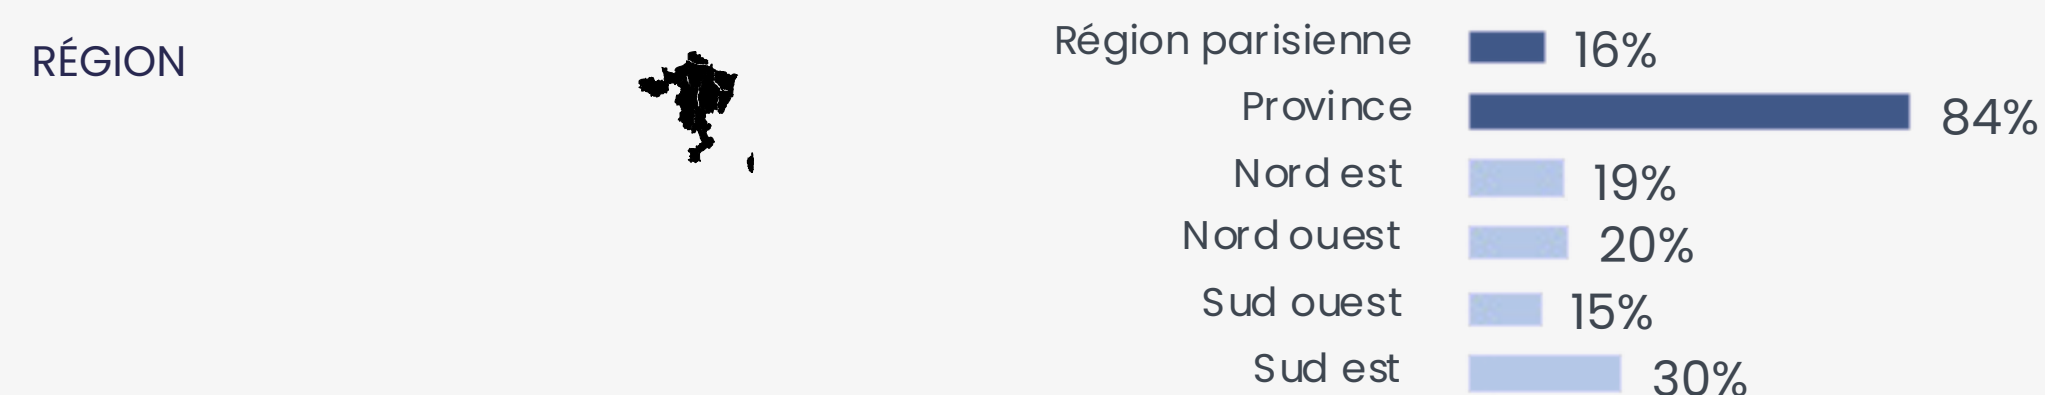 RÉGION
Région parisienne 16%
Province 84%
Nord est 19%
Nord ouest 20%
Sud ouest 15%
Sud est 30%